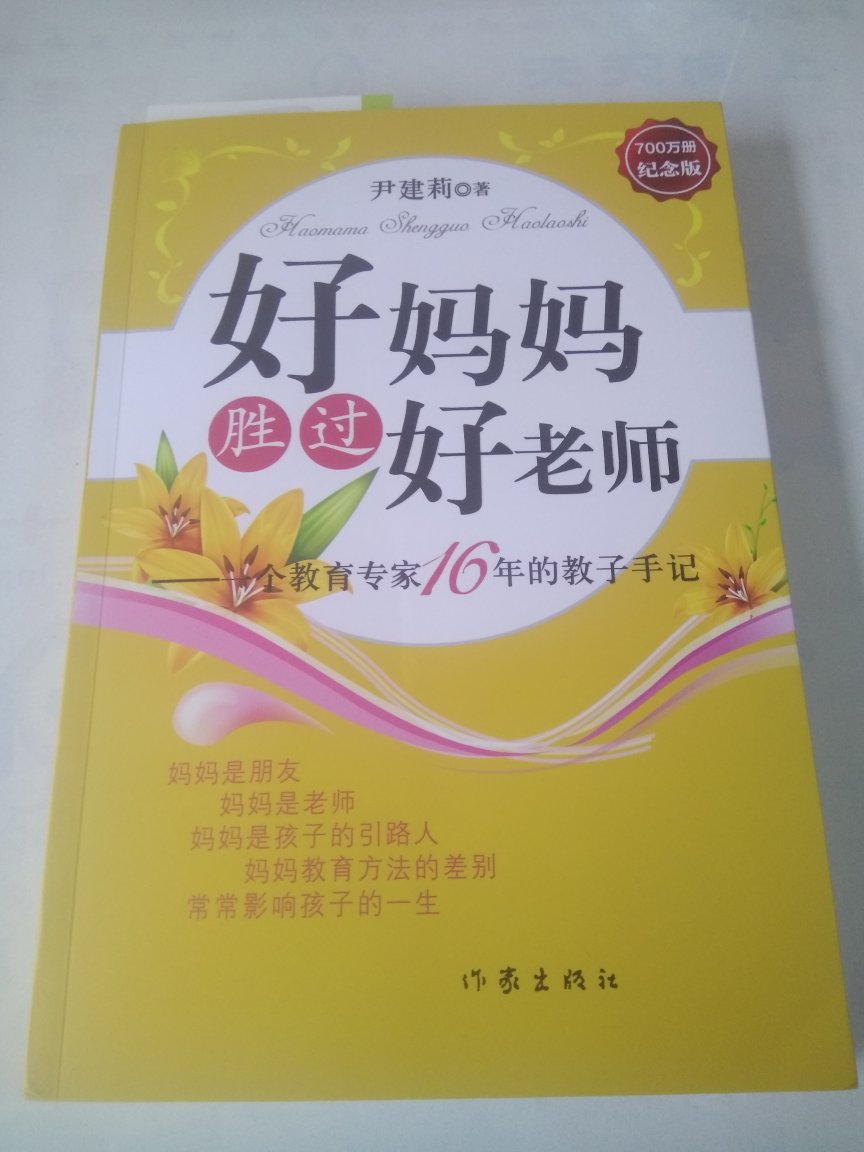 700万册
纪念版
尹建莉◎著
Haomama Shengguo Haolaoshi
好妈妈
胜过好老师
——一个教育专家16年的教子手记
妈妈是朋友
妈妈是老师
妈妈是孩子的引路人
妈妈教育方法的差别
常常影响孩子的一生
作家出版社